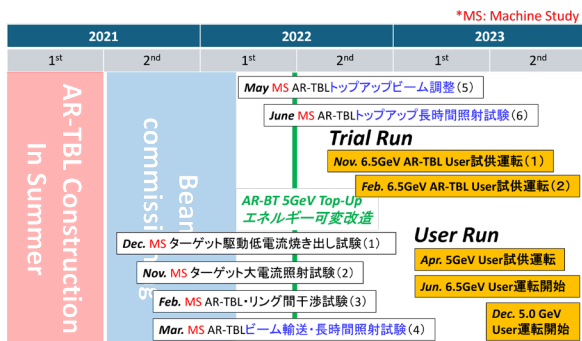 *MS: Machine Study
2021 2022 2023
1st 2nd 1st 2nd 1st 2nd
AR-TBL Construction
In Summer
Beam
commissioning
May MS AR-TBLトップアップビーム調整(5)
June MS AR-TBLトップアップ長時間照射試験(6)
Trial Run
Nov. 6.5GeV AR-TBL User試供運転(1)
Feb. 6.5GeV AR-TBL User試供運転(2)
AR-BT 5GeV Top-Up
エネルギー可変改造
User Run
Dec. MS ターゲット駆動低電流焼き出し試験(1)
Apr. 5GeV User試供運転
Nov. MS ターゲット大電流照射試験(2)
Jun. 6.5GeV User運転開始
Feb. MS AR-TBL・リング間干渉試験(3)
Dec. 5.0 GeV
User運転開始
Mar. MS AR-TBLビーム輸送・長時間照射試験(4)